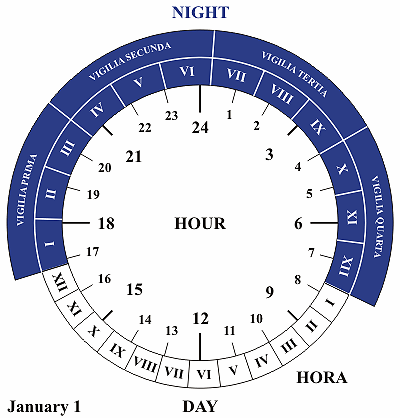 NIGHT
VIGILIA PRIMA
VIGILIA SECUNDA
VIGILIA TERTIA
VIGILIA QUARTA
I
II
III
IV
V
VI
VII
VIII
IX
X
XI
XII
I
II
III
IV
V
VI
VII
VIII
IX
X
XI
XII
24
1
2
3
4
5
6
7
8
9
10
11
12
13
14
15
16
17
18
19
20
21
22
23
HOUR
HORA
January 1
DAY